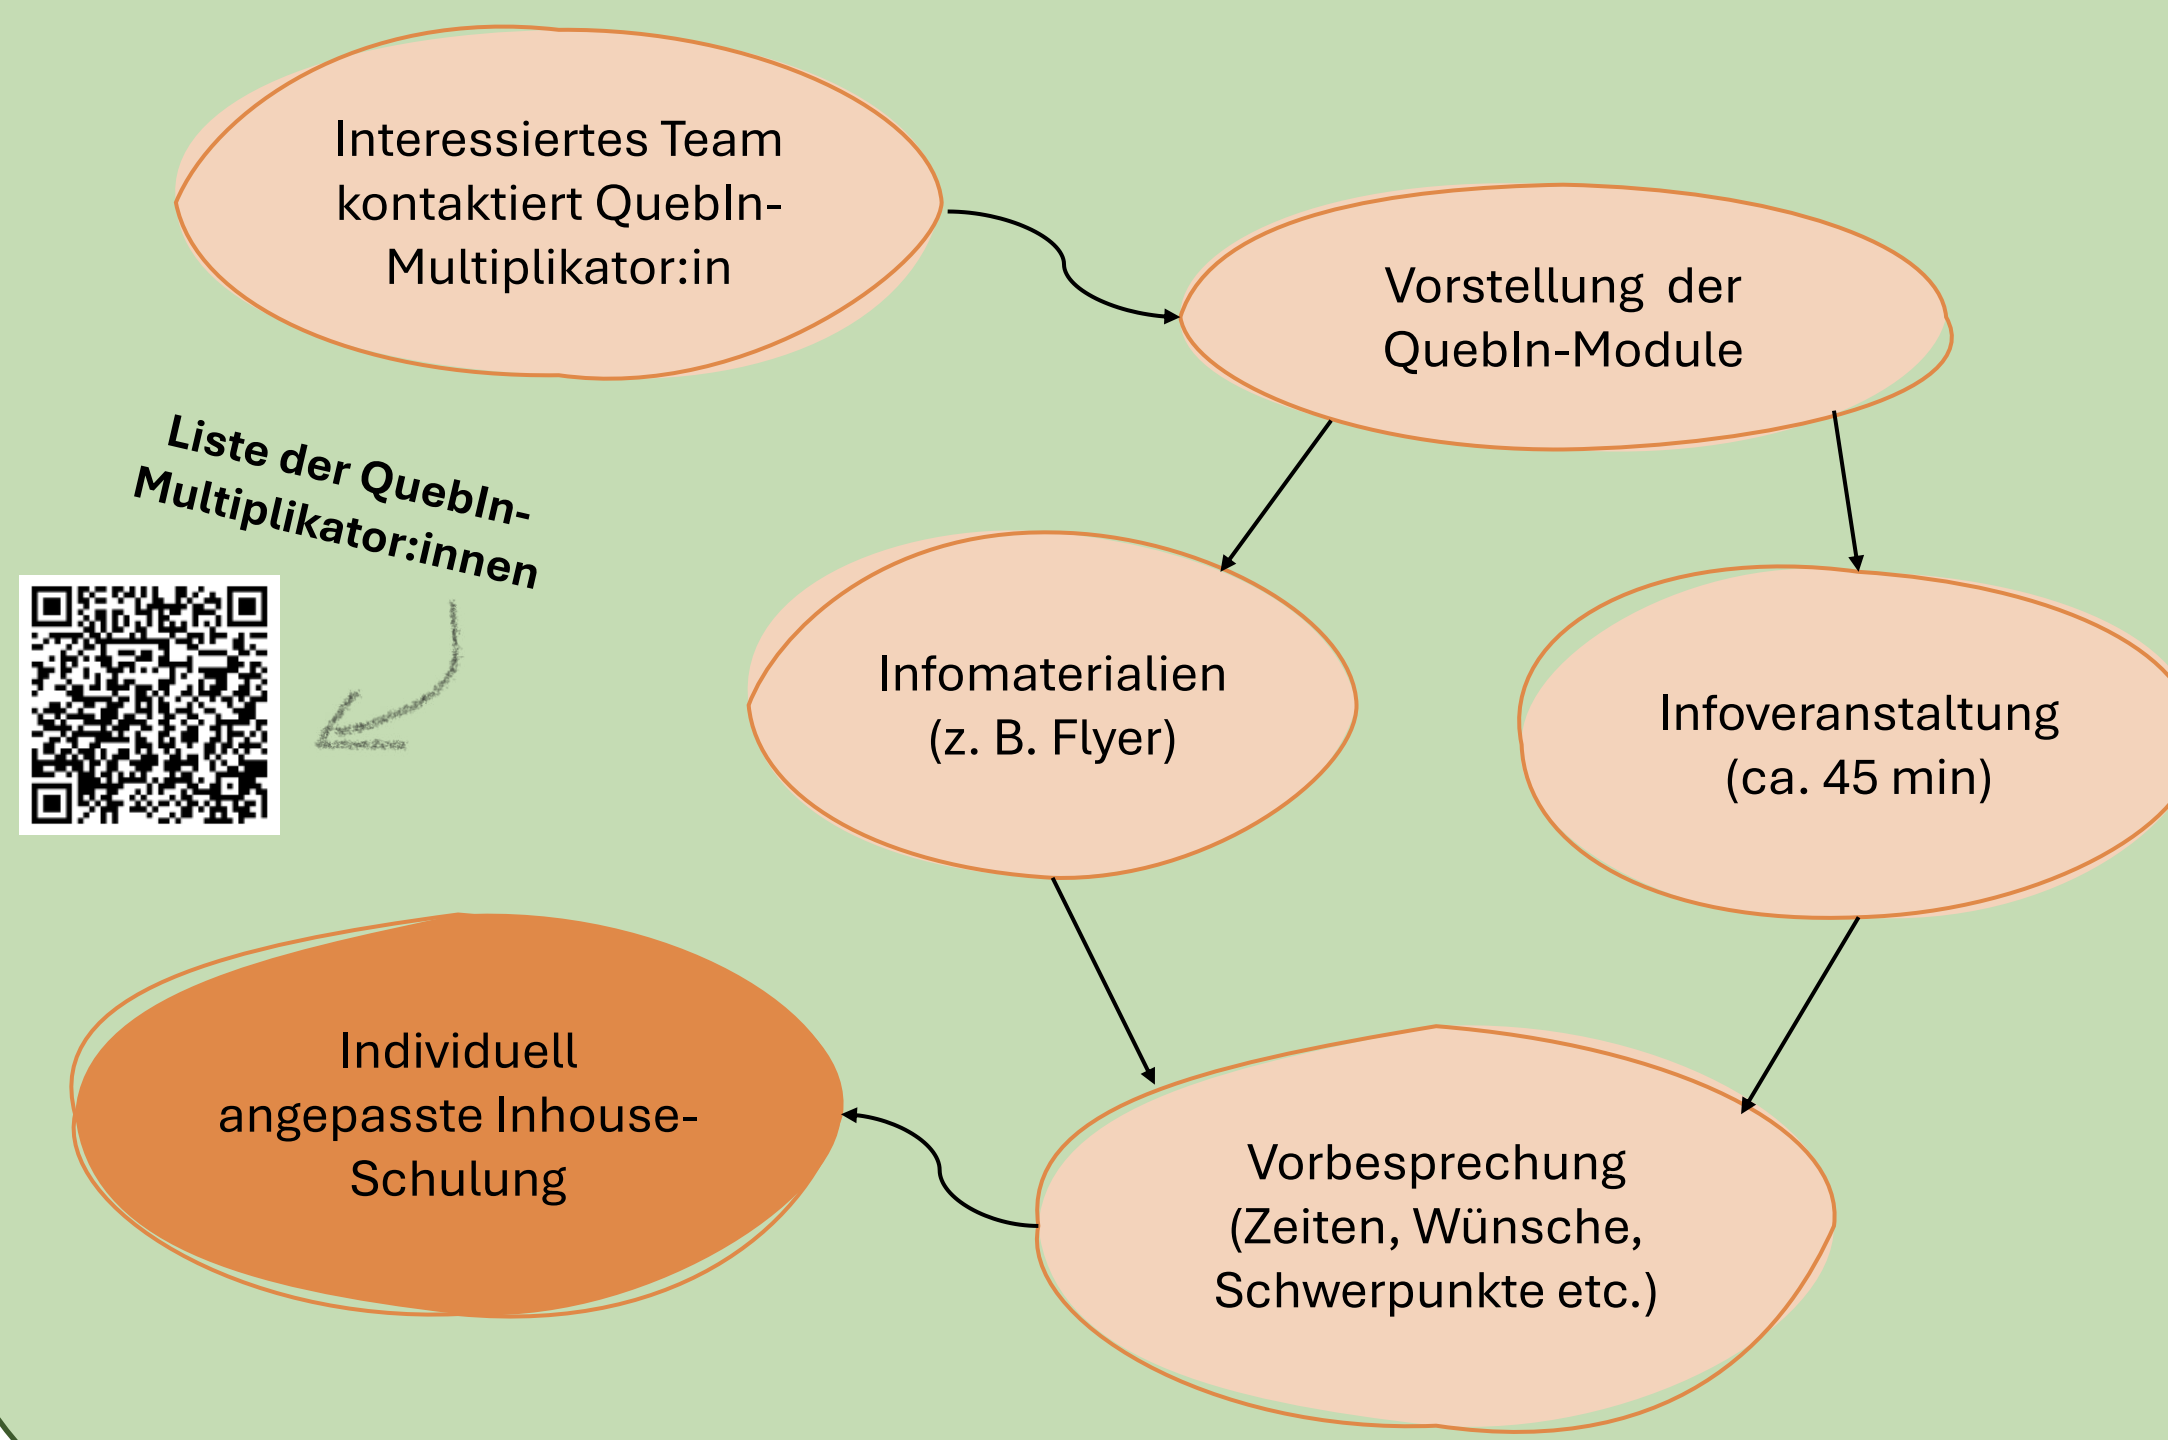 Interessiertes Team
kontaktiert QuebIn-
Multiplikator:in
Vorstellung der
QuebIn-Module
Liste der QuebIn-
Multiplikator:innen
Infomaterialien
(z. B. Flyer)
Infoveranstaltung
(ca. 45 min)
Individuell
angepasste Inhouse-
Schulung
Vorbesprechung
(Zeiten, Wünsche,
Schwerpunkte etc.)